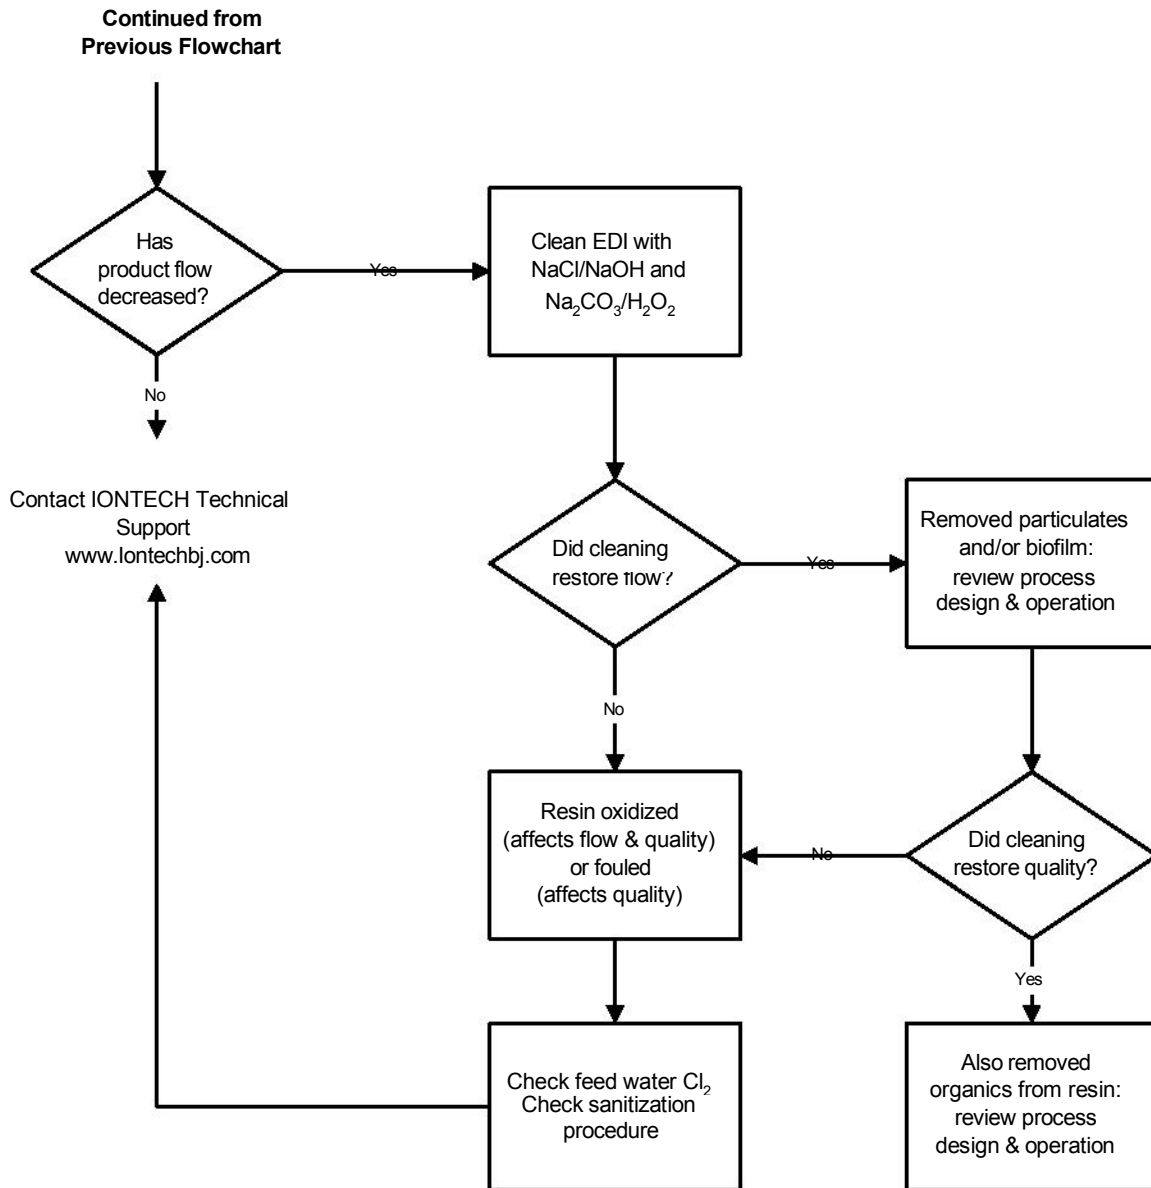 Continued from
Previous Flowchart
Has
product flow
decreased?
Yes
Clean EDI with
NaCl/NaOH and
Na₂CO₃/H₂O₂
No
Contact IONTECH Technical
Support
www.Iontechbj.com
Did cleaning
restore flow?
Yes
Removed particulates
and/or biofilm:
review process
design & operation
No
Resin oxidized
(affects flow & quality)
or fouled
(affects quality)
No
Did cleaning
restore quality?
Yes
Check feed water Cl₂
Check sanitization
procedure
Also removed
organics from resin:
review process
design & operation